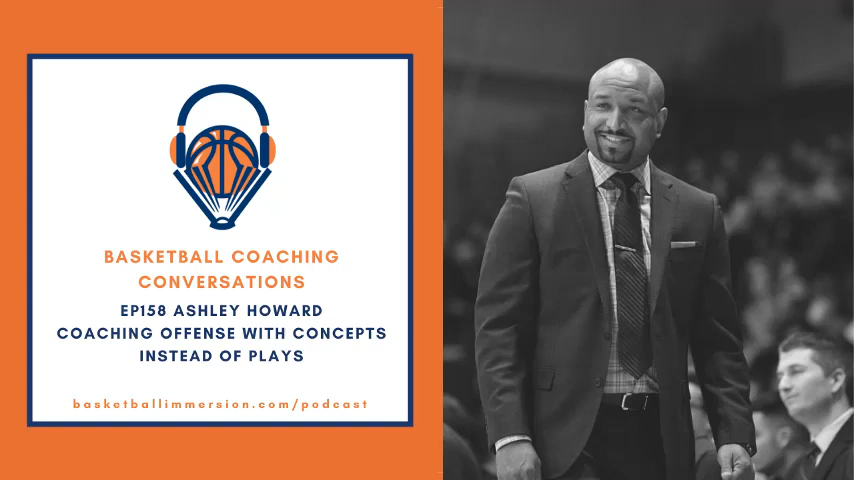 BASKETBALL COACHING
CONVERSATIONS
EP158 ASHLEY HOWARD
COACHING OFFENSE WITH CONCEPTS
INSTEAD OF PLAYS
basketballimmersion.com/podcast